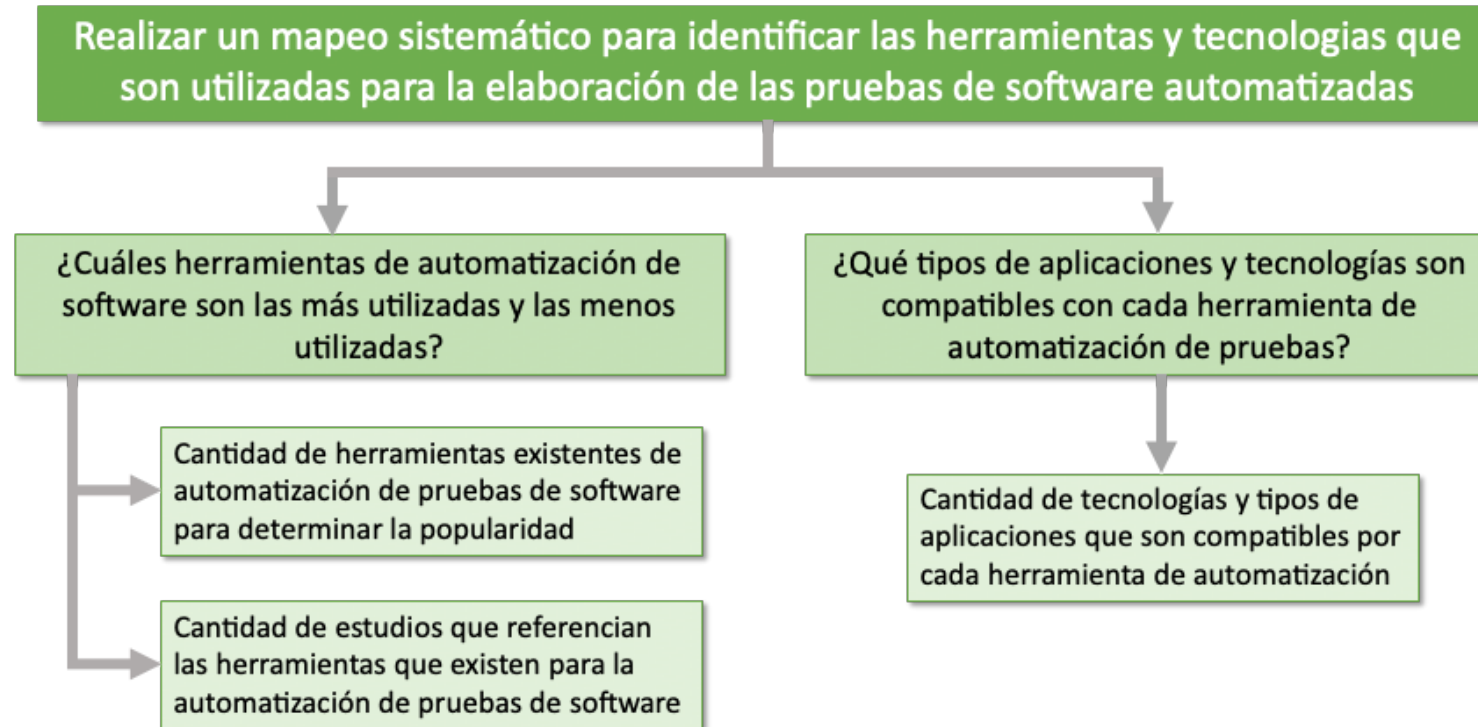 Realizar un mapeo sistemático para identificar las herramientas y tecnologias que
son utilizadas para la elaboración de las pruebas de software automatizadas
¿Cuáles herramientas de automatización de
software son las más utilizadas y las menos
utilizadas?
¿Qué tipos de aplicaciones y tecnologías son
compatibles con cada herramienta de
automatización de pruebas?
Cantidad de herramientas existentes de
automatización de pruebas de software
para determinar la popularidad
Cantidad de tecnologías y tipos de
aplicaciones que son compatibles por
cada herramienta de automatización
Cantidad de estudios que referencian
las herramientas que existen para la
automatización de pruebas de software